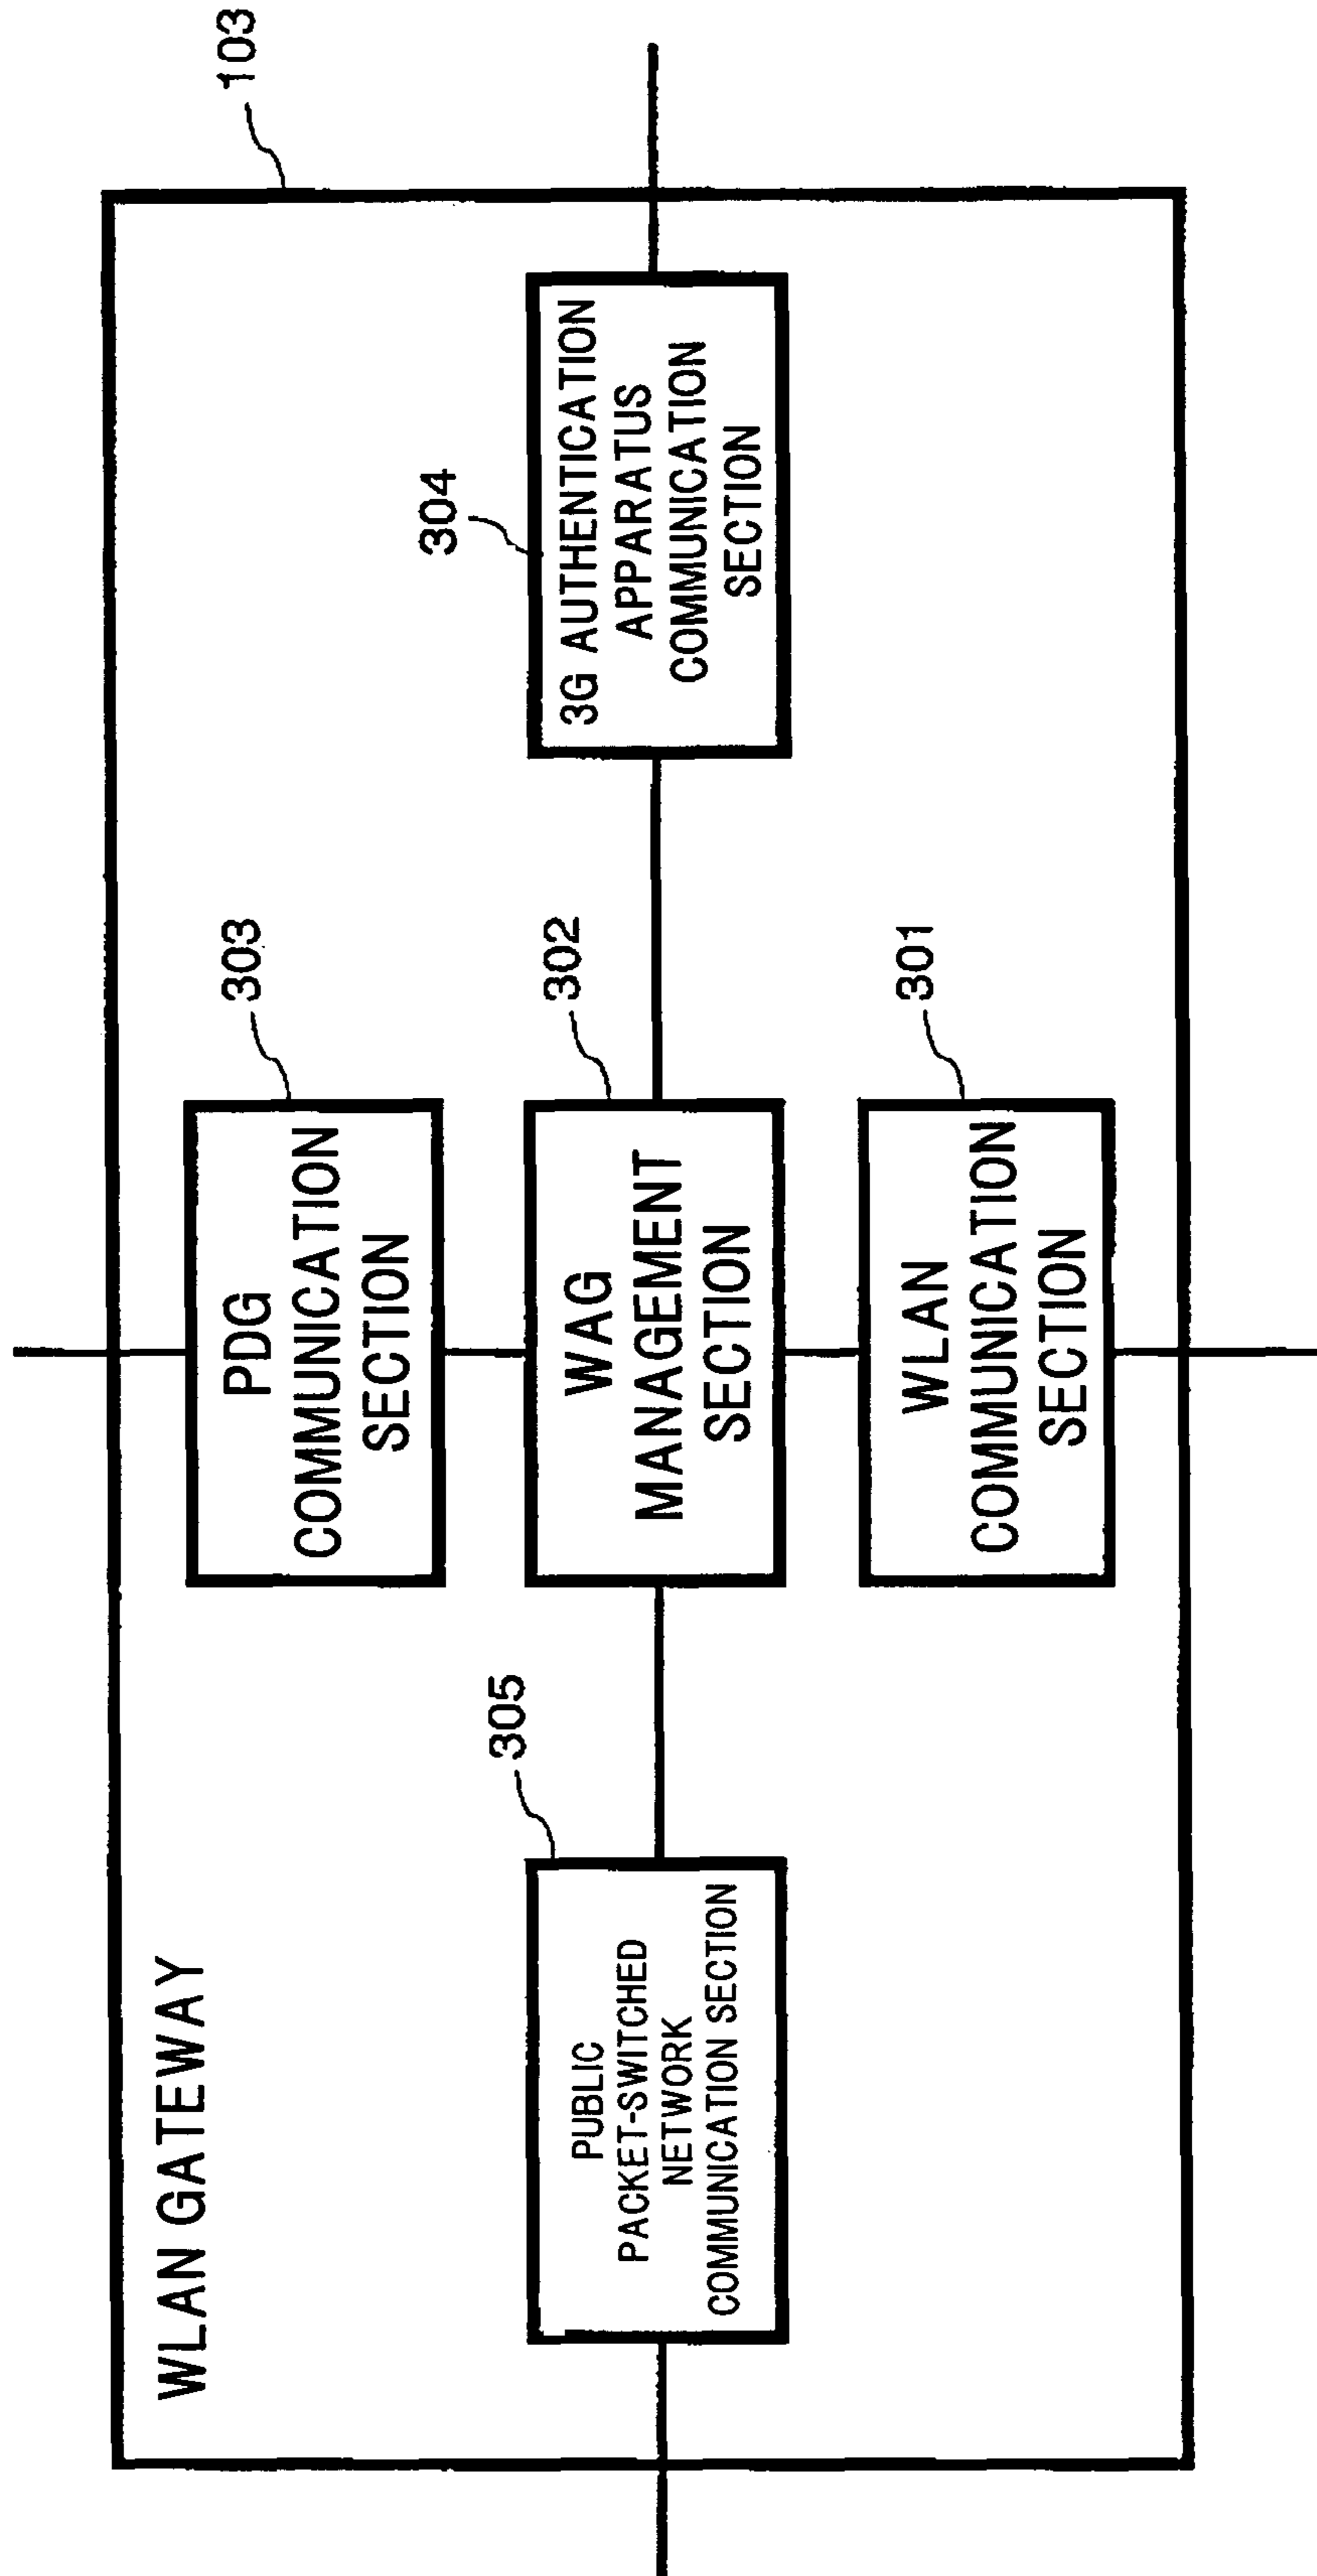 WLAN GATEWAY
103
303
PDG
COMMUNICATION
SECTION
305
PUBLIC
PACKET-SWITCHED
NETWORK
COMMUNICATION SECTION
302
WAG
MANAGEMENT
SECTION
304
3G AUTHENTICATION
APPARATUS
COMMUNICATION
SECTION
301
WLAN
COMMUNICATION
SECTION